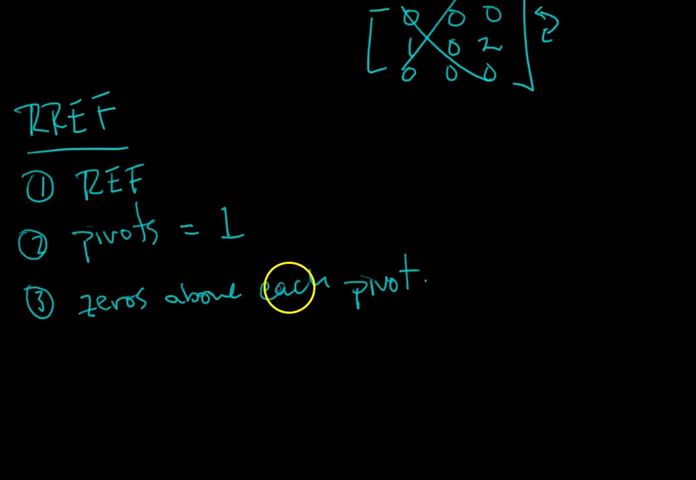 0 0 0
1 0 2
0 0 0
RREF
① REF
② pivots = 1
③ zeros above each pivot.